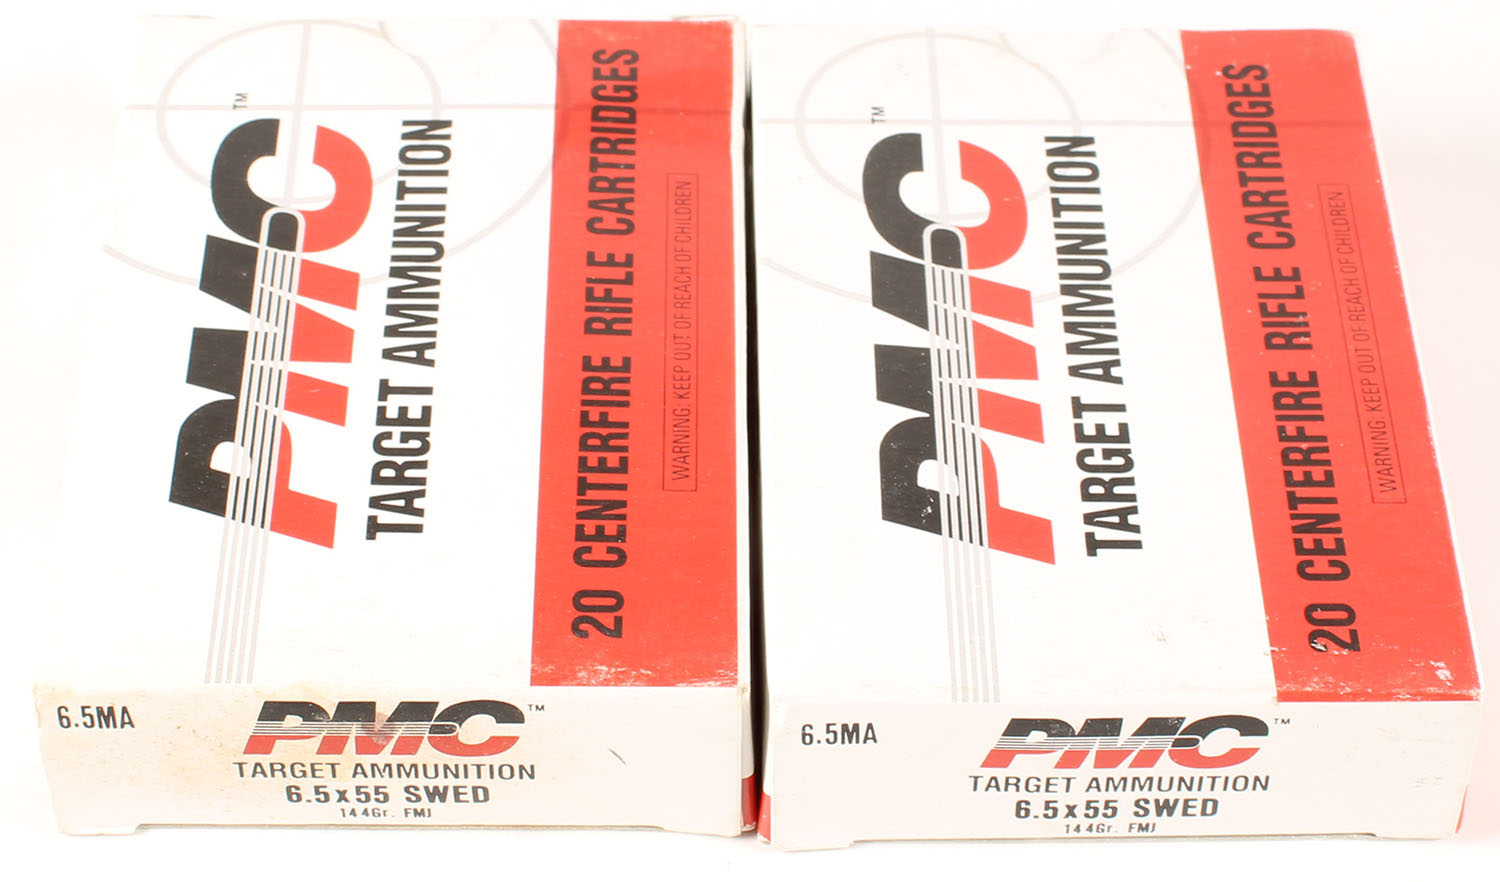 PMC™
TARGET AMMUNITION
20 CENTERFIRE RIFLE CARTRIDGES
WARNING: KEEP OUT OF REACH OF CHILDREN
6.5MA
PMC™
TARGET AMMUNITION
6.5x55 SWED
144Gr. FMJ
PMC™
TARGET AMMUNITION
20 CENTERFIRE RIFLE CARTRIDGES
WARNING: KEEP OUT OF REACH OF CHILDREN
6.5MA
PMC™
TARGET AMMUNITION
6.5x55 SWED
144Gr. FMJ